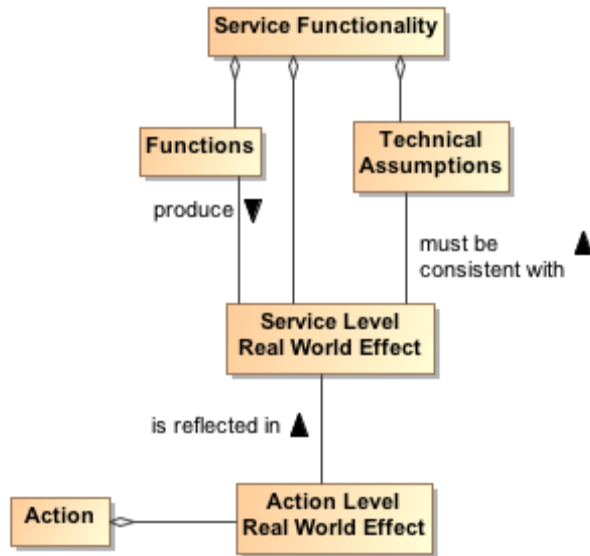 Service Functionality
Functions
Technical
Assumptions
produce
must be
consistent with
Service Level
Real World Effect
is reflected in
Action
Action Level
Real World Effect